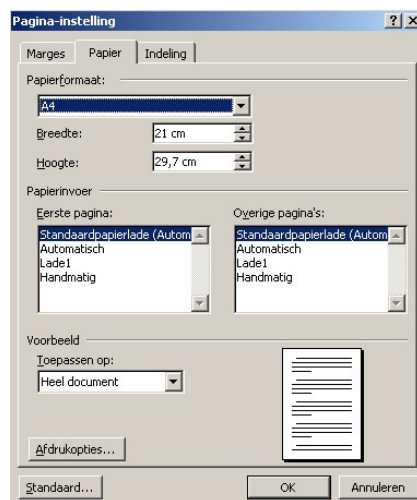 Pagina-instelling
Marges Papier Indeling
Papierformaat:
A4
Breedte: 21 cm
Hoogte: 29,7 cm
Papierinvoer
Eerste pagina: Overige pagina's:
Standaardpapierlade (Autom Standaardpapierlade (Autom
Automatisch Automatisch
Lade1 Lade1
Handmatig Handmatig
Voorbeeld
Toepassen op:
Heel document
Afdrukopties...
Standaard... OK Annuleren